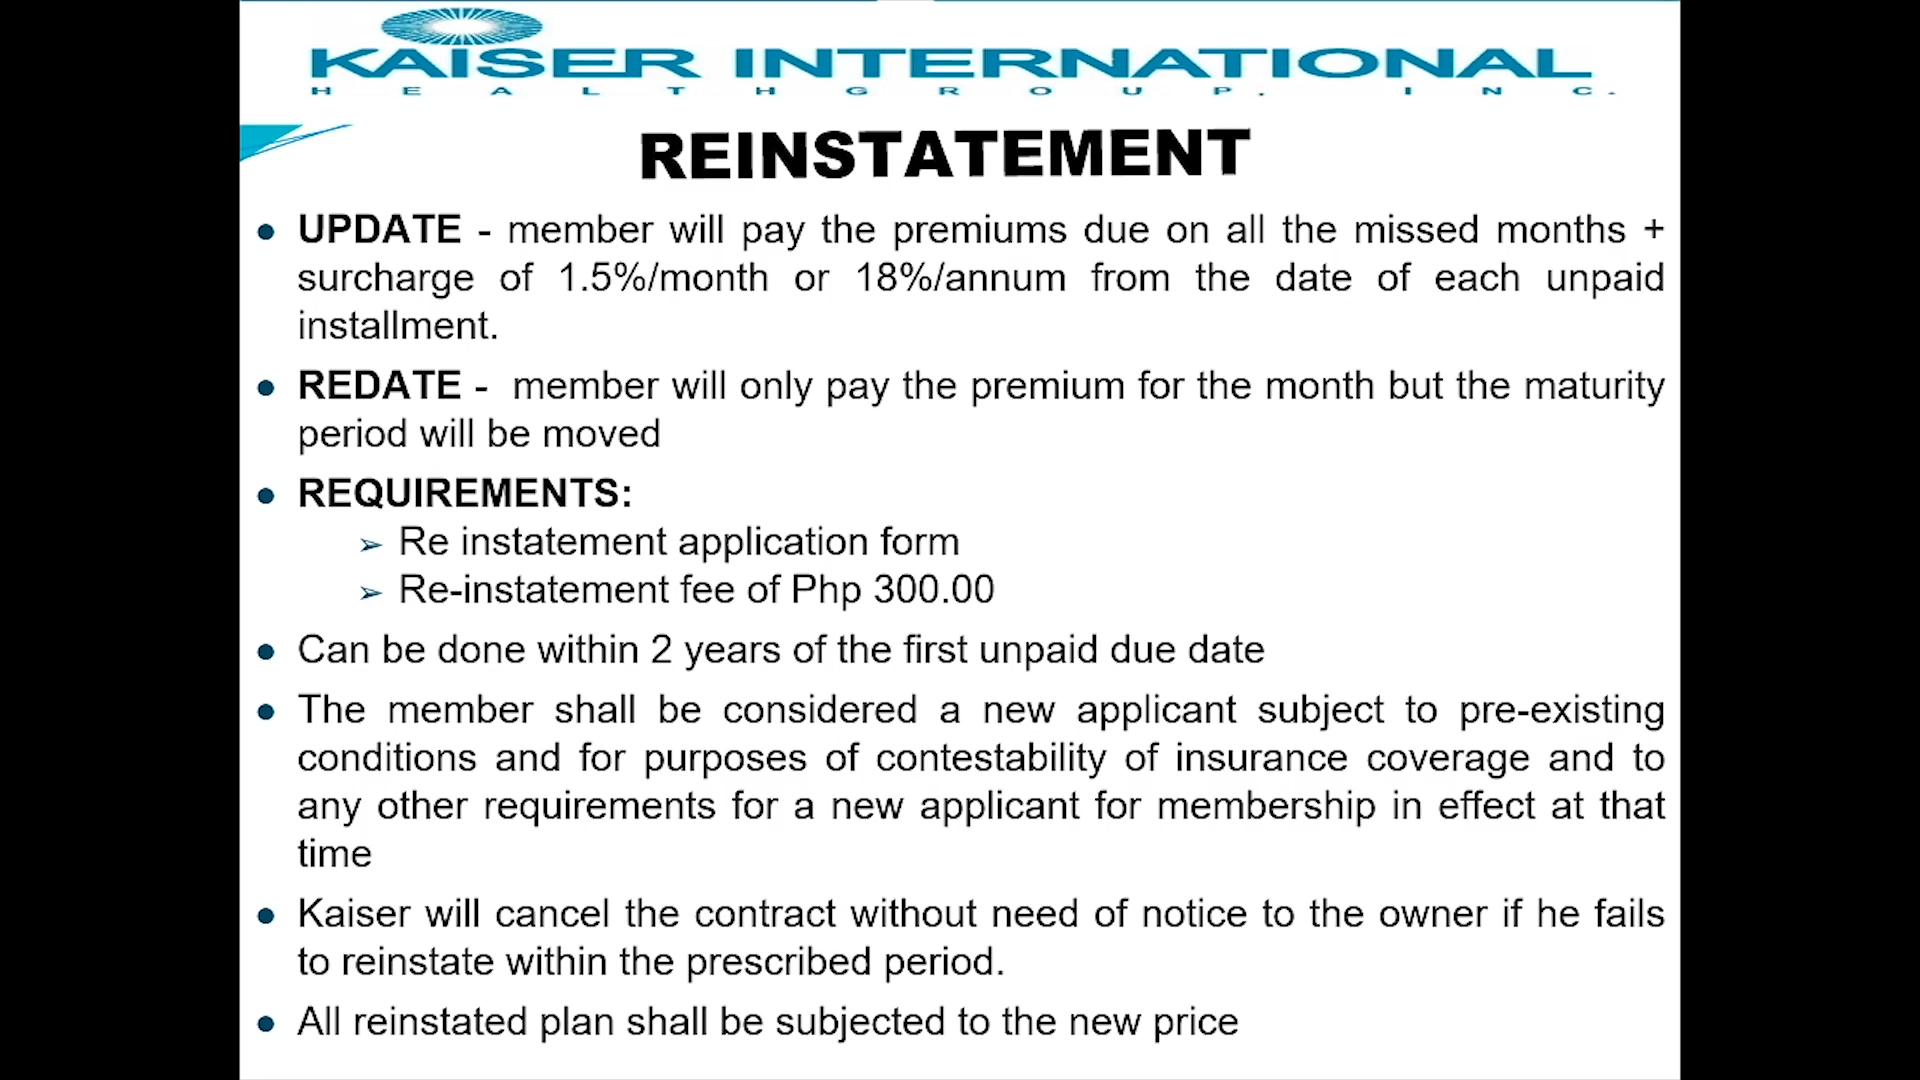 KAISER INTERNATIONAL
HEALTHGROUP, INC.
REINSTATEMENT
• UPDATE - member will pay the premiums due on all the missed months +
surcharge of 1.5%/month or 18%/annum from the date of each unpaid
installment.
• REDATE - member will only pay the premium for the month but the maturity
period will be moved
• REQUIREMENTS:
➢ Re instatement application form
➢ Re-instatement fee of Php 300.00
• Can be done within 2 years of the first unpaid due date
• The member shall be considered a new applicant subject to pre-existing
conditions and for purposes of contestability of insurance coverage and to
any other requirements for a new applicant for membership in effect at that
time
• Kaiser will cancel the contract without need of notice to the owner if he fails
to reinstate within the prescribed period.
• All reinstated plan shall be subjected to the new price